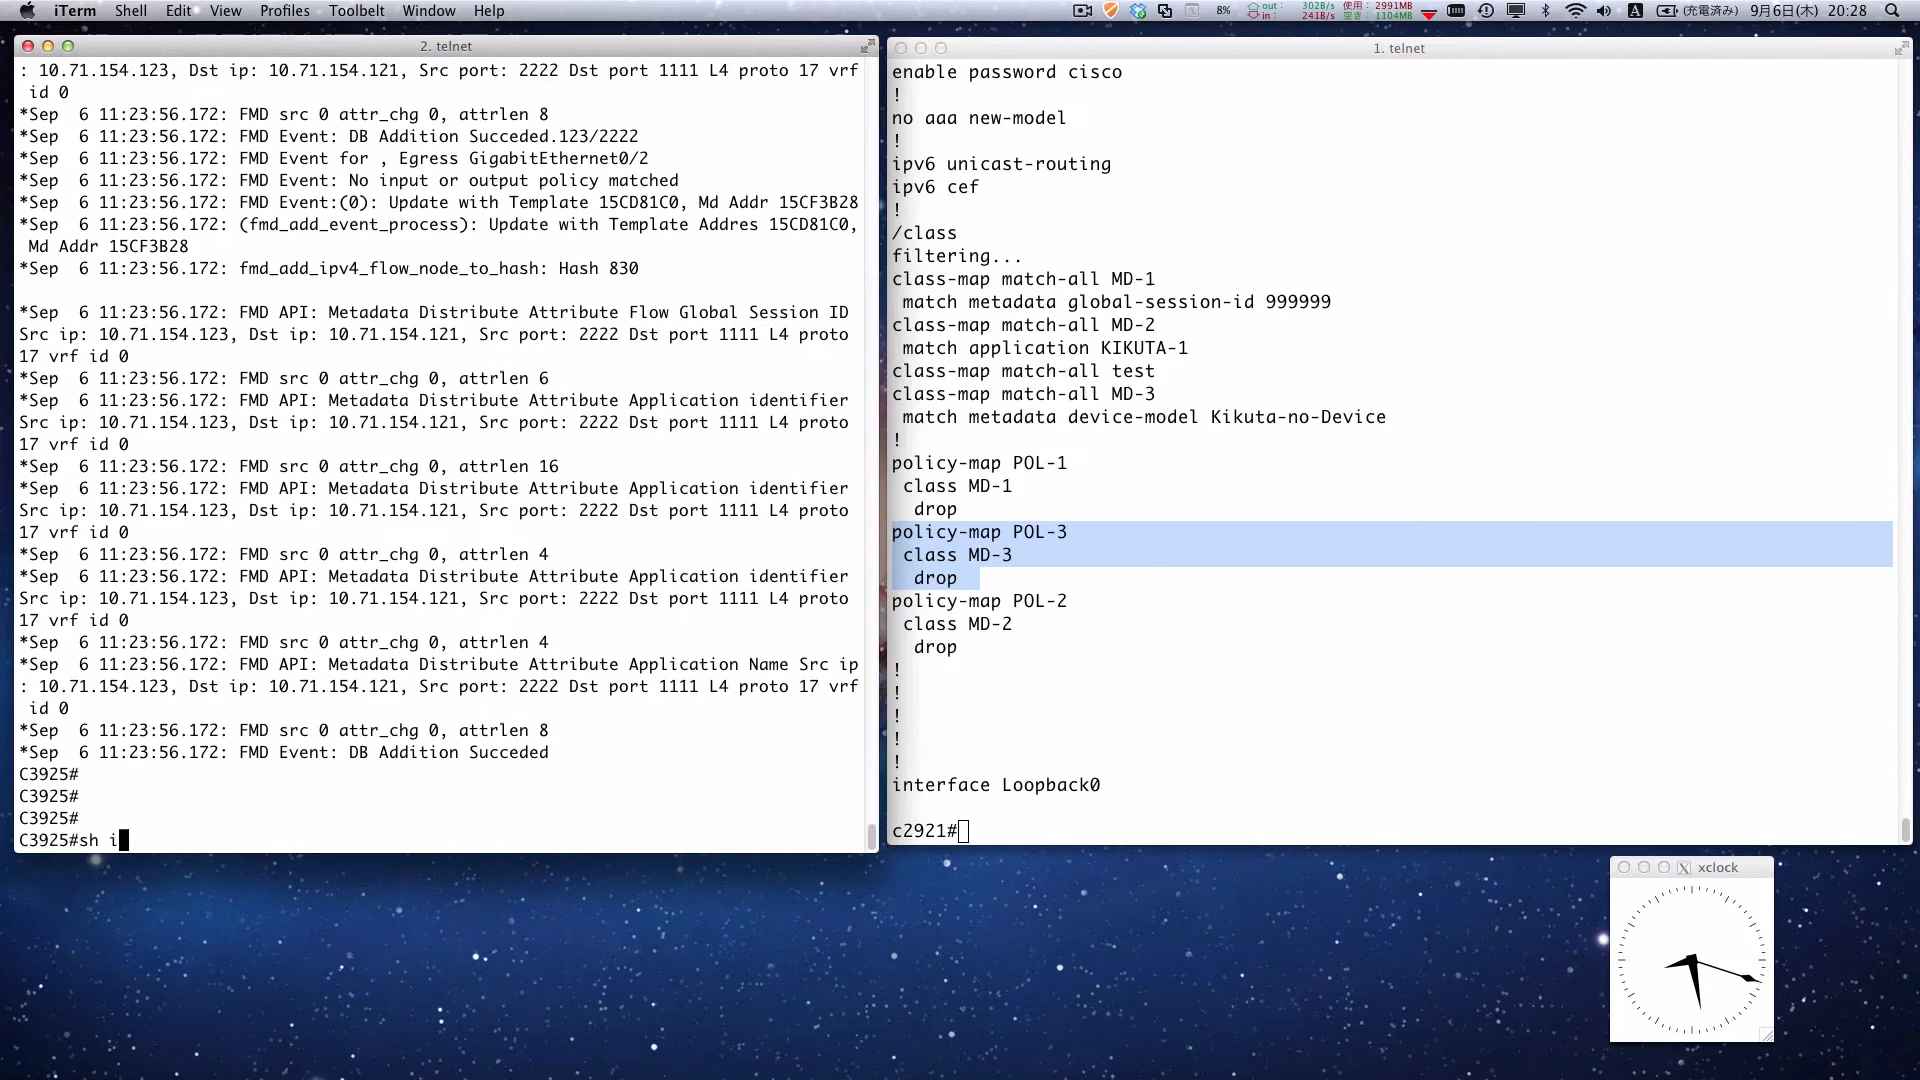 iTerm Shell Edit View Profiles Toolbelt Window Help
8% out: 302B/s in: 241B/s 使用: 2991MB 空き: 1104MB A (充電済み) 9月6日(木) 20:28
2. telnet
: 10.71.154.123, Dst ip: 10.71.154.121, Src port: 2222 Dst port 1111 L4 proto 17 vrf
id 0
*Sep  6 11:23:56.172: FMD src 0 attr_chg 0, attrlen 8
*Sep  6 11:23:56.172: FMD Event: DB Addition Succeded.123/2222
*Sep  6 11:23:56.172: FMD Event for , Egress GigabitEthernet0/2
*Sep  6 11:23:56.172: FMD Event: No input or output policy matched
*Sep  6 11:23:56.172: FMD Event:(0): Update with Template 15CD81C0, Md Addr 15CF3B28
*Sep  6 11:23:56.172: (fmd_add_event_process): Update with Template Addres 15CD81C0,
Md Addr 15CF3B28
*Sep  6 11:23:56.172: fmd_add_ipv4_flow_node_to_hash: Hash 830
*Sep  6 11:23:56.172: FMD API: Metadata Distribute Attribute Flow Global Session ID
Src ip: 10.71.154.123, Dst ip: 10.71.154.121, Src port: 2222 Dst port 1111 L4 proto
17 vrf id 0
*Sep  6 11:23:56.172: FMD src 0 attr_chg 0, attrlen 6
*Sep  6 11:23:56.172: FMD API: Metadata Distribute Attribute Application identifier
Src ip: 10.71.154.123, Dst ip: 10.71.154.121, Src port: 2222 Dst port 1111 L4 proto
17 vrf id 0
*Sep  6 11:23:56.172: FMD src 0 attr_chg 0, attrlen 16
*Sep  6 11:23:56.172: FMD API: Metadata Distribute Attribute Application identifier
Src ip: 10.71.154.123, Dst ip: 10.71.154.121, Src port: 2222 Dst port 1111 L4 proto
17 vrf id 0
*Sep  6 11:23:56.172: FMD src 0 attr_chg 0, attrlen 4
*Sep  6 11:23:56.172: FMD API: Metadata Distribute Attribute Application identifier
Src ip: 10.71.154.123, Dst ip: 10.71.154.121, Src port: 2222 Dst port 1111 L4 proto
17 vrf id 0
*Sep  6 11:23:56.172: FMD src 0 attr_chg 0, attrlen 4
*Sep  6 11:23:56.172: FMD API: Metadata Distribute Attribute Application Name Src ip
: 10.71.154.123, Dst ip: 10.71.154.121, Src port: 2222 Dst port 1111 L4 proto 17 vrf
id 0
*Sep  6 11:23:56.172: FMD src 0 attr_chg 0, attrlen 8
*Sep  6 11:23:56.172: FMD Event: DB Addition Succeded
C3925#
C3925#
C3925#
C3925#sh i
1. telnet
enable password cisco
!
no aaa new-model
!
ipv6 unicast-routing
ipv6 cef
!
/class
filtering...
class-map match-all MD-1
match metadata global-session-id 999999
class-map match-all MD-2
match application KIKUTA-1
class-map match-all test
class-map match-all MD-3
match metadata device-model Kikuta-no-Device
!
policy-map POL-1
class MD-1
drop
policy-map POL-3
class MD-3
drop
policy-map POL-2
class MD-2
drop
!
!
!
!
!
interface Loopback0
c2921#
X xclock